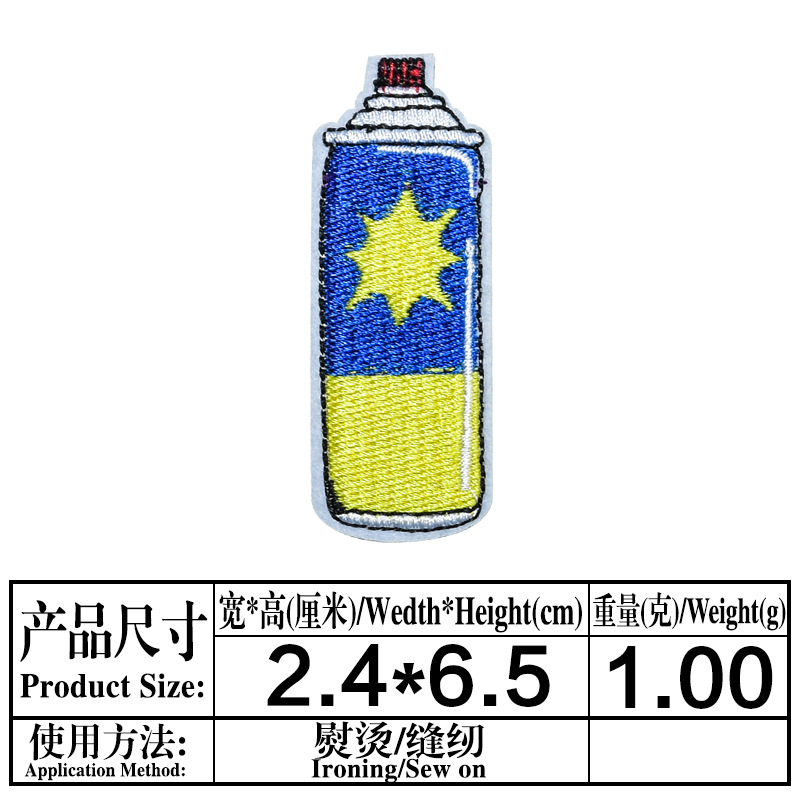 产品尺寸
Product Size:
宽*高(厘米)/Wedth*Height(cm)
重量(克)/Weight(g)
2.4*6.5
1.00
使用方法:
Application Method:
熨烫/缝纫
Ironing/Sew on